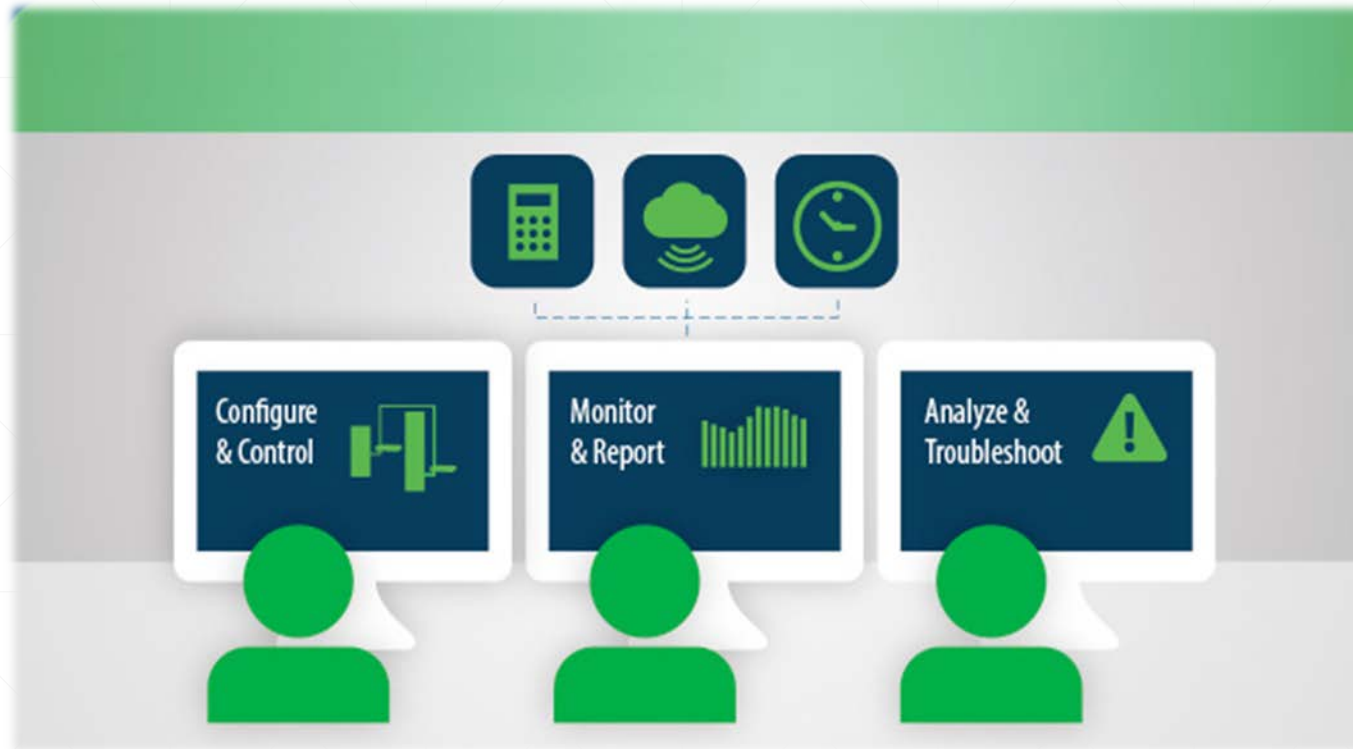 Configure
& Control
Monitor
& Report
Analyze &
Troubleshoot